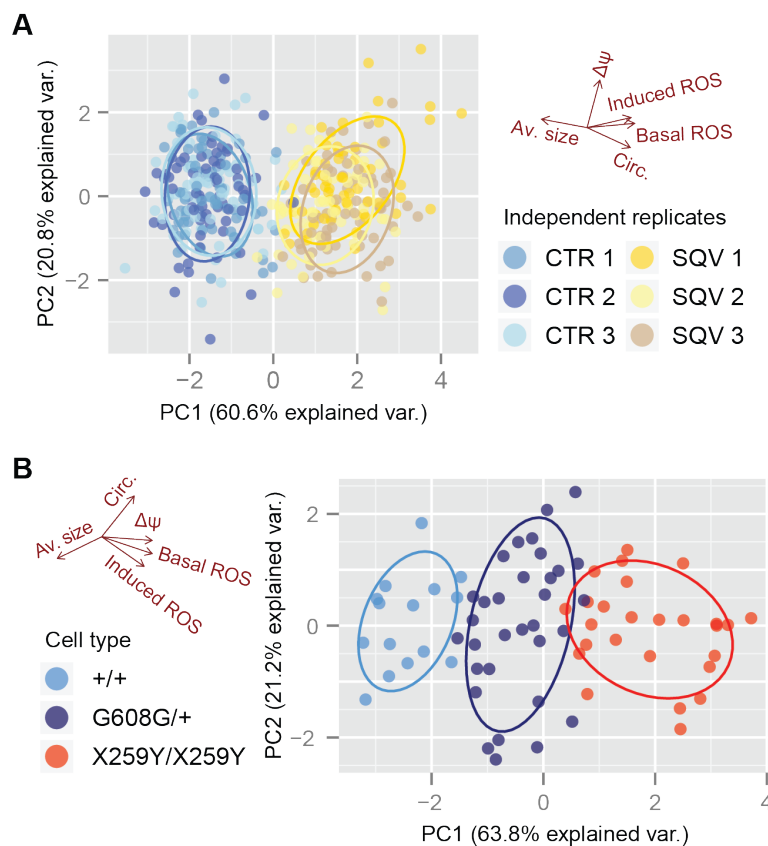 A
PC2 (20.8% explained var.)
2
0
−2
−2
0
2
4
PC1 (60.6% explained var.)
Δψ
Induced ROS
Av. size
Basal ROS
Circ.
Independent replicates
CTR 1
SQV 1
CTR 2
SQV 2
CTR 3
SQV 3
B
Circ.
Δψ
Av. size
Basal ROS
Induced ROS
Cell type
+/+
G608G/+
X259Y/X259Y
PC2 (21.2% explained var.)
2
0
−2
−2
0
2
4
PC1 (63.8% explained var.)